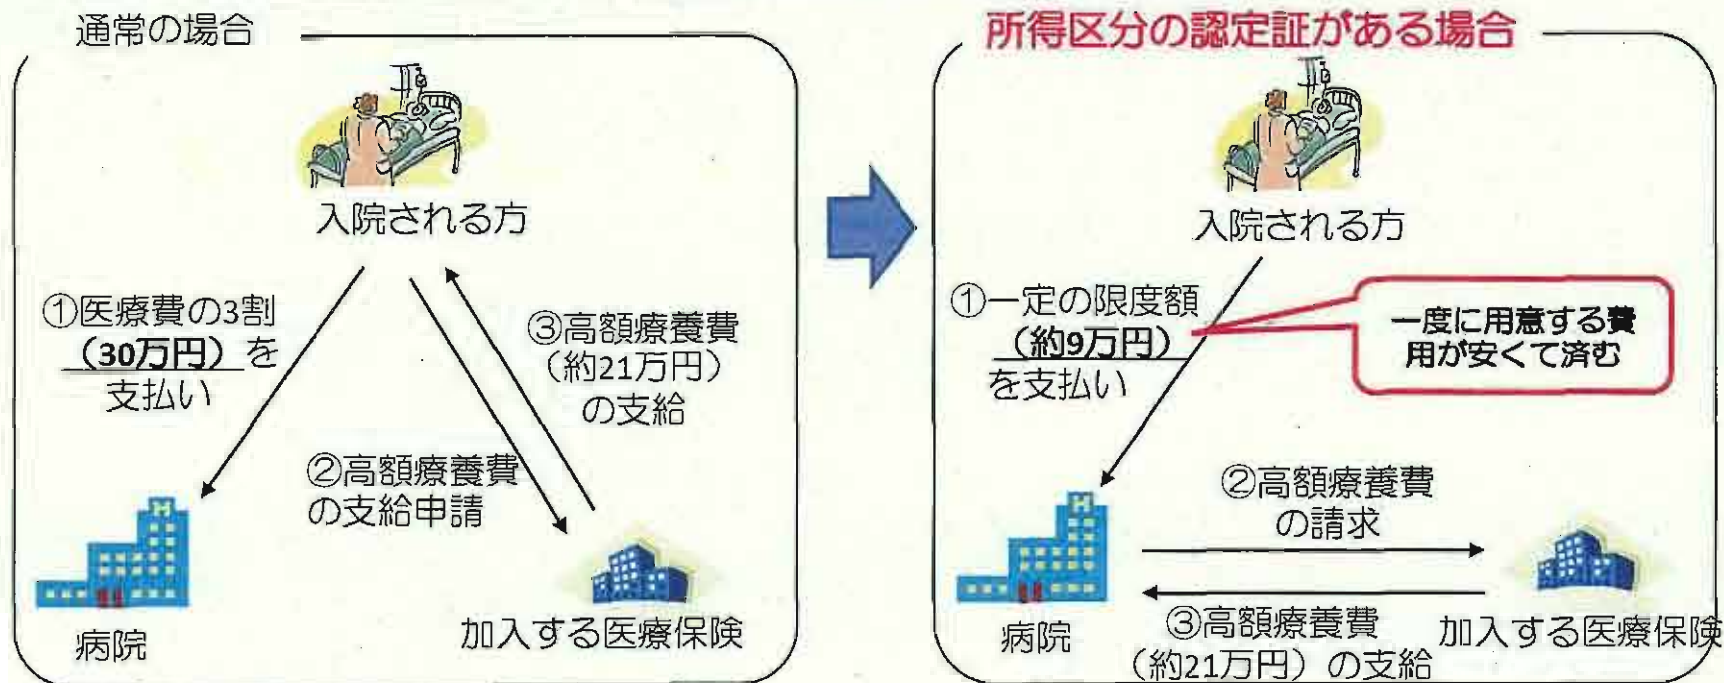 通常の場合
入院される方
①医療費の3割
（30万円）を
支払い
③高額療養費
（約21万円）
の支給
②高額療養費
の支給申請
H
病院
加入する医療保険
所得区分の認定証がある場合
入院される方
①一定の限度額
（約9万円）
を支払い
一度に用意する費
用が安くて済む
②高額療養費
の請求
H
③高額療養費
（約21万円）の支給
病院
加入する医療保険